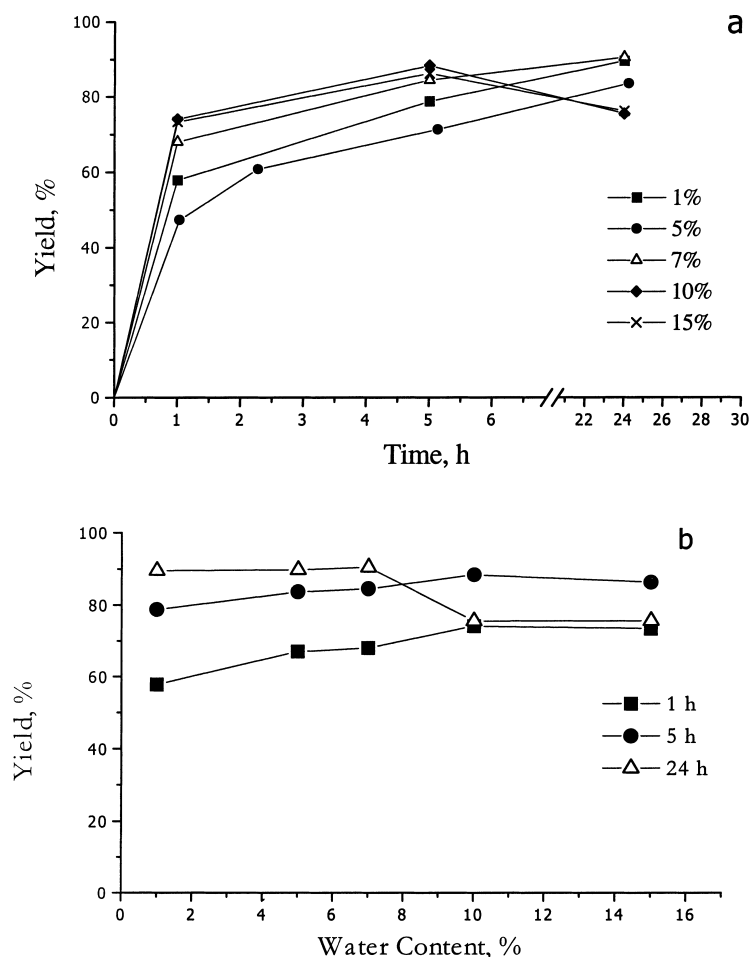 a
100
80
60
40
20
0
Yield, %
1%
5%
7%
10%
15%
0 1 2 3 4 5 6 22 24 26 28 30
Time, h
b
100
80
60
40
20
0
Yield, %
1 h
5 h
24 h
0 2 4 6 8 10 12 14 16
Water Content, %